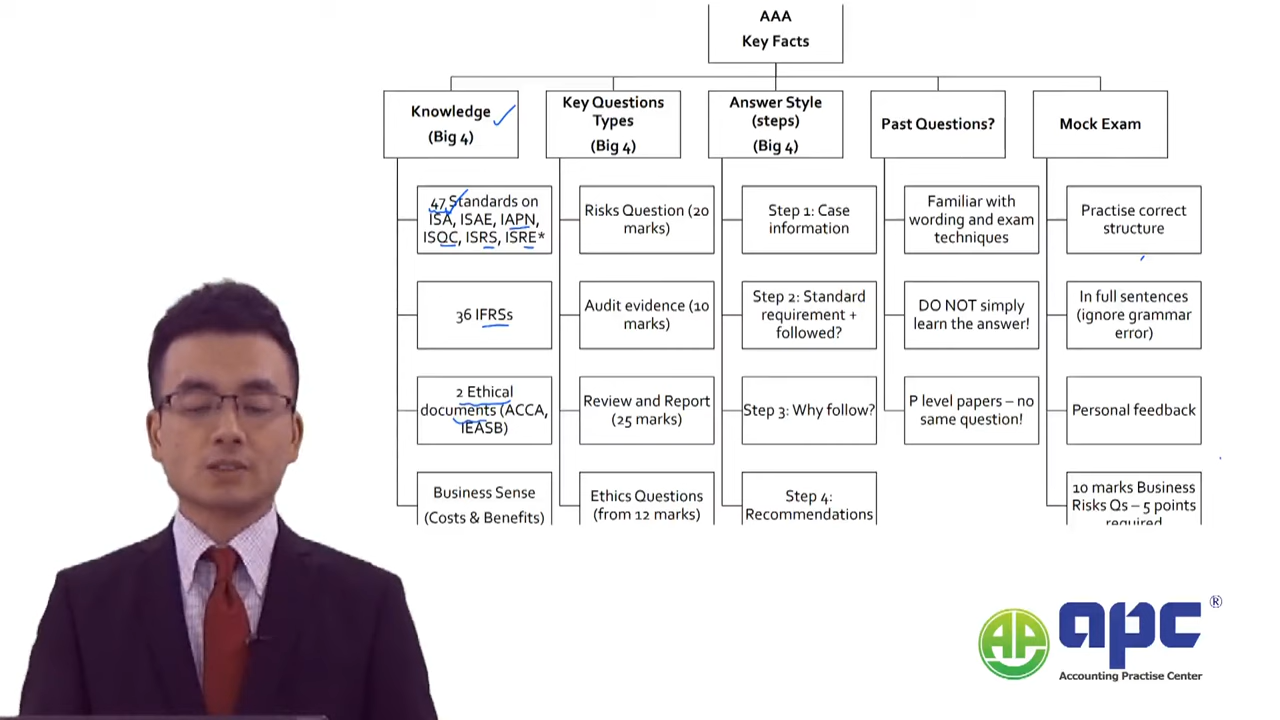 AAA
Key Facts
Knowledge
(Big 4)
47 Standards on
ISA, ISAE, IAPN,
ISQC, ISRS, ISRE*
36 IFRSs
2 Ethical
documents (ACCA,
IEASB)
Business Sense
(Costs & Benefits)
Key Questions
Types
(Big 4)
Risks Question (20
marks)
Audit evidence (10
marks)
Review and Report
(25 marks)
Ethics Questions
(from 12 marks)
Answer Style
(steps)
(Big 4)
Step 1: Case
information
Step 2: Standard
requirement +
followed?
Step 3: Why follow?
Step 4:
Recommendations
Past Questions?
Familiar with
wording and exam
techniques
DO NOT simply
learn the answer!
P level papers – no
same question!
Mock Exam
Practise correct
structure
In full sentences
(ignore grammar
error)
Personal feedback
10 marks Business
Risks Qs – 5 points
required
AP
apc ®
Accounting Practise Center